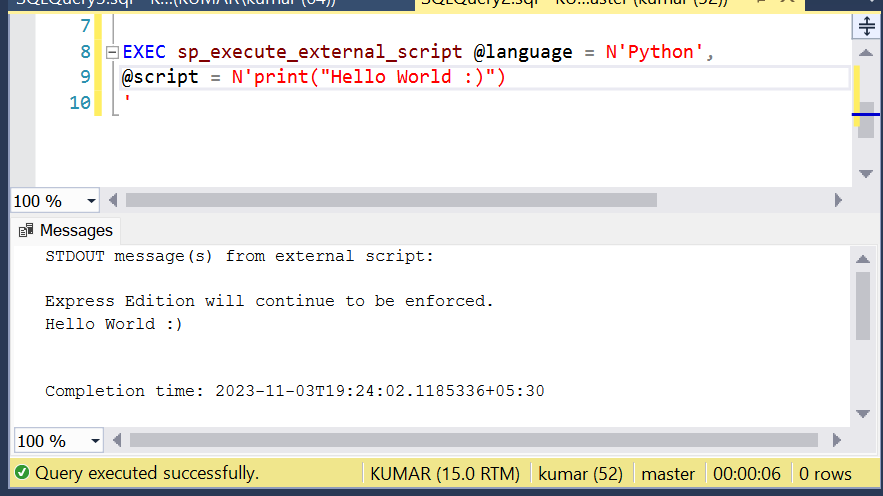 SQLQuery3.sql - K...(KUMAR\kumar (64))
SQLQuery2.sql - KU...aster (kumar (52))
7
8 EXEC sp_execute_external_script @language = N'Python',
9 @script = N'print("Hello World :)")
10 '
100 %
Messages
STDOUT message(s) from external script:
Express Edition will continue to be enforced.
Hello World :)
Completion time: 2023-11-03T19:24:02.1185336+05:30
100 %
Query executed successfully. KUMAR (15.0 RTM) kumar (52) master 00:00:06 0 rows